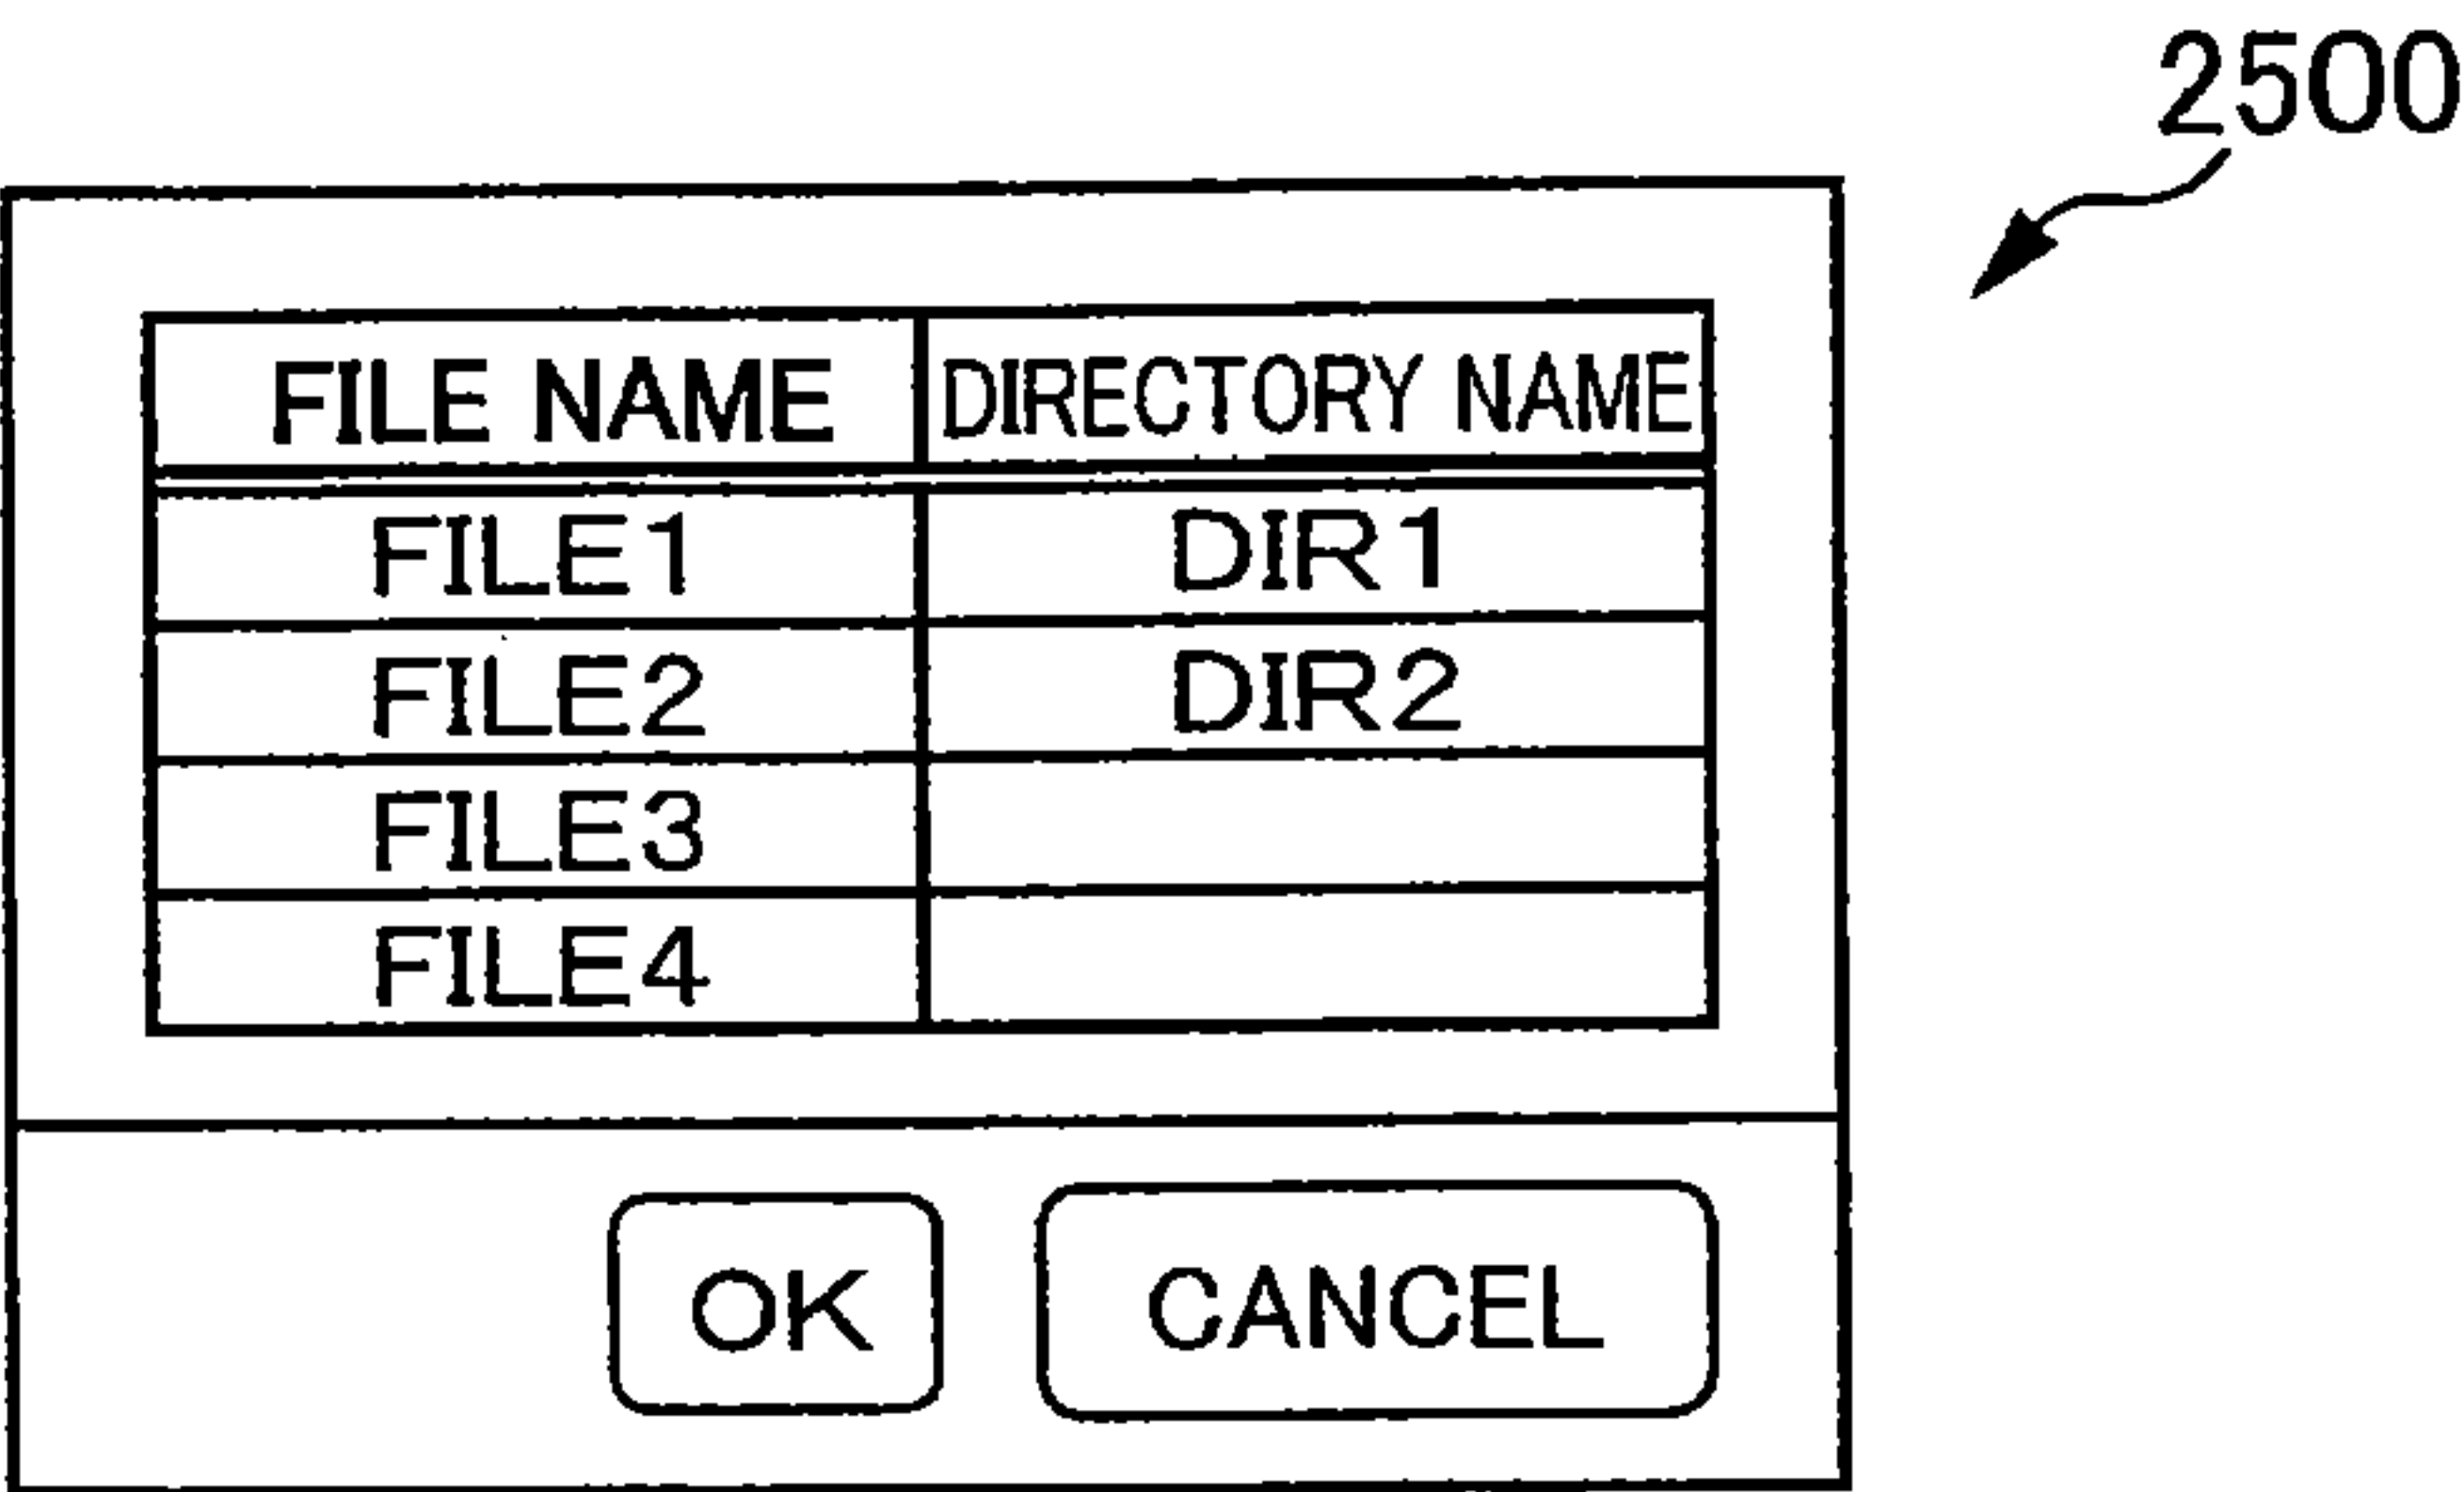 2500
FILE NAME DIRECTORY NAME
FILE1 DIR1
FILE2 DIR2
FILE3
FILE4
OK CANCEL